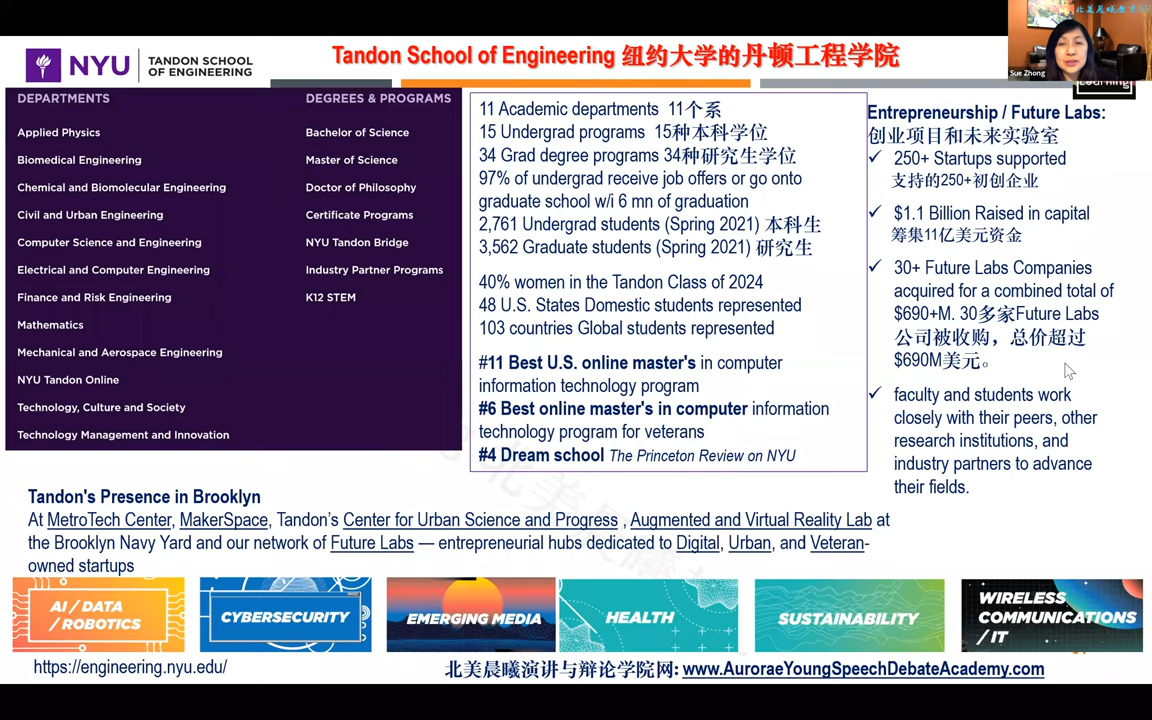 NYU TANDON SCHOOL OF ENGINEERING
Tandon School of Engineering 纽约大学的丹顿工程学院
北美晨曦教育
Sue Zhong
Learning
DEPARTMENTS
Applied Physics
Biomedical Engineering
Chemical and Biomolecular Engineering
Civil and Urban Engineering
Computer Science and Engineering
Electrical and Computer Engineering
Finance and Risk Engineering
Mathematics
Mechanical and Aerospace Engineering
NYU Tandon Online
Technology, Culture and Society
Technology Management and Innovation
DEGREES & PROGRAMS
Bachelor of Science
Master of Science
Doctor of Philosophy
Certificate Programs
NYU Tandon Bridge
Industry Partner Programs
K12 STEM
11 Academic departments 11个系
15 Undergrad programs 15种本科学位
34 Grad degree programs 34种研究生学位
97% of undergrad receive job offers or go onto
graduate school w/i 6 mn of graduation
2,761 Undergrad students (Spring 2021) 本科生
3,562 Graduate students (Spring 2021) 研究生
40% women in the Tandon Class of 2024
48 U.S. States Domestic students represented
103 countries Global students represented
#11 Best U.S. online master's in computer
information technology program
#6 Best online master's in computer information
technology program for veterans
#4 Dream school The Princeton Review on NYU
Entrepreneurship / Future Labs:
创业项目和未来实验室
✓ 250+ Startups supported
支持的250+初创企业
✓ $1.1 Billion Raised in capital
筹集11亿美元资金
✓ 30+ Future Labs Companies
acquired for a combined total of
$690+M. 30多家Future Labs
公司被收购，总价超过
$690M美元。
✓ faculty and students work
closely with their peers, other
research institutions, and
industry partners to advance
their fields.
Tandon's Presence in Brooklyn
At MetroTech Center, MakerSpace, Tandon's Center for Urban Science and Progress , Augmented and Virtual Reality Lab at
the Brooklyn Navy Yard and our network of Future Labs — entrepreneurial hubs dedicated to Digital, Urban, and Veteran-
owned startups
AI / DATA
/ ROBOTICS
CYBERSECURITY
EMERGING MEDIA
HEALTH
SUSTAINABILITY
WIRELESS
COMMUNICATIONS
/ IT
https://engineering.nyu.edu/
北美晨曦演讲与辩论学院网: www.AuroraeYoungSpeechDebateAcademy.com